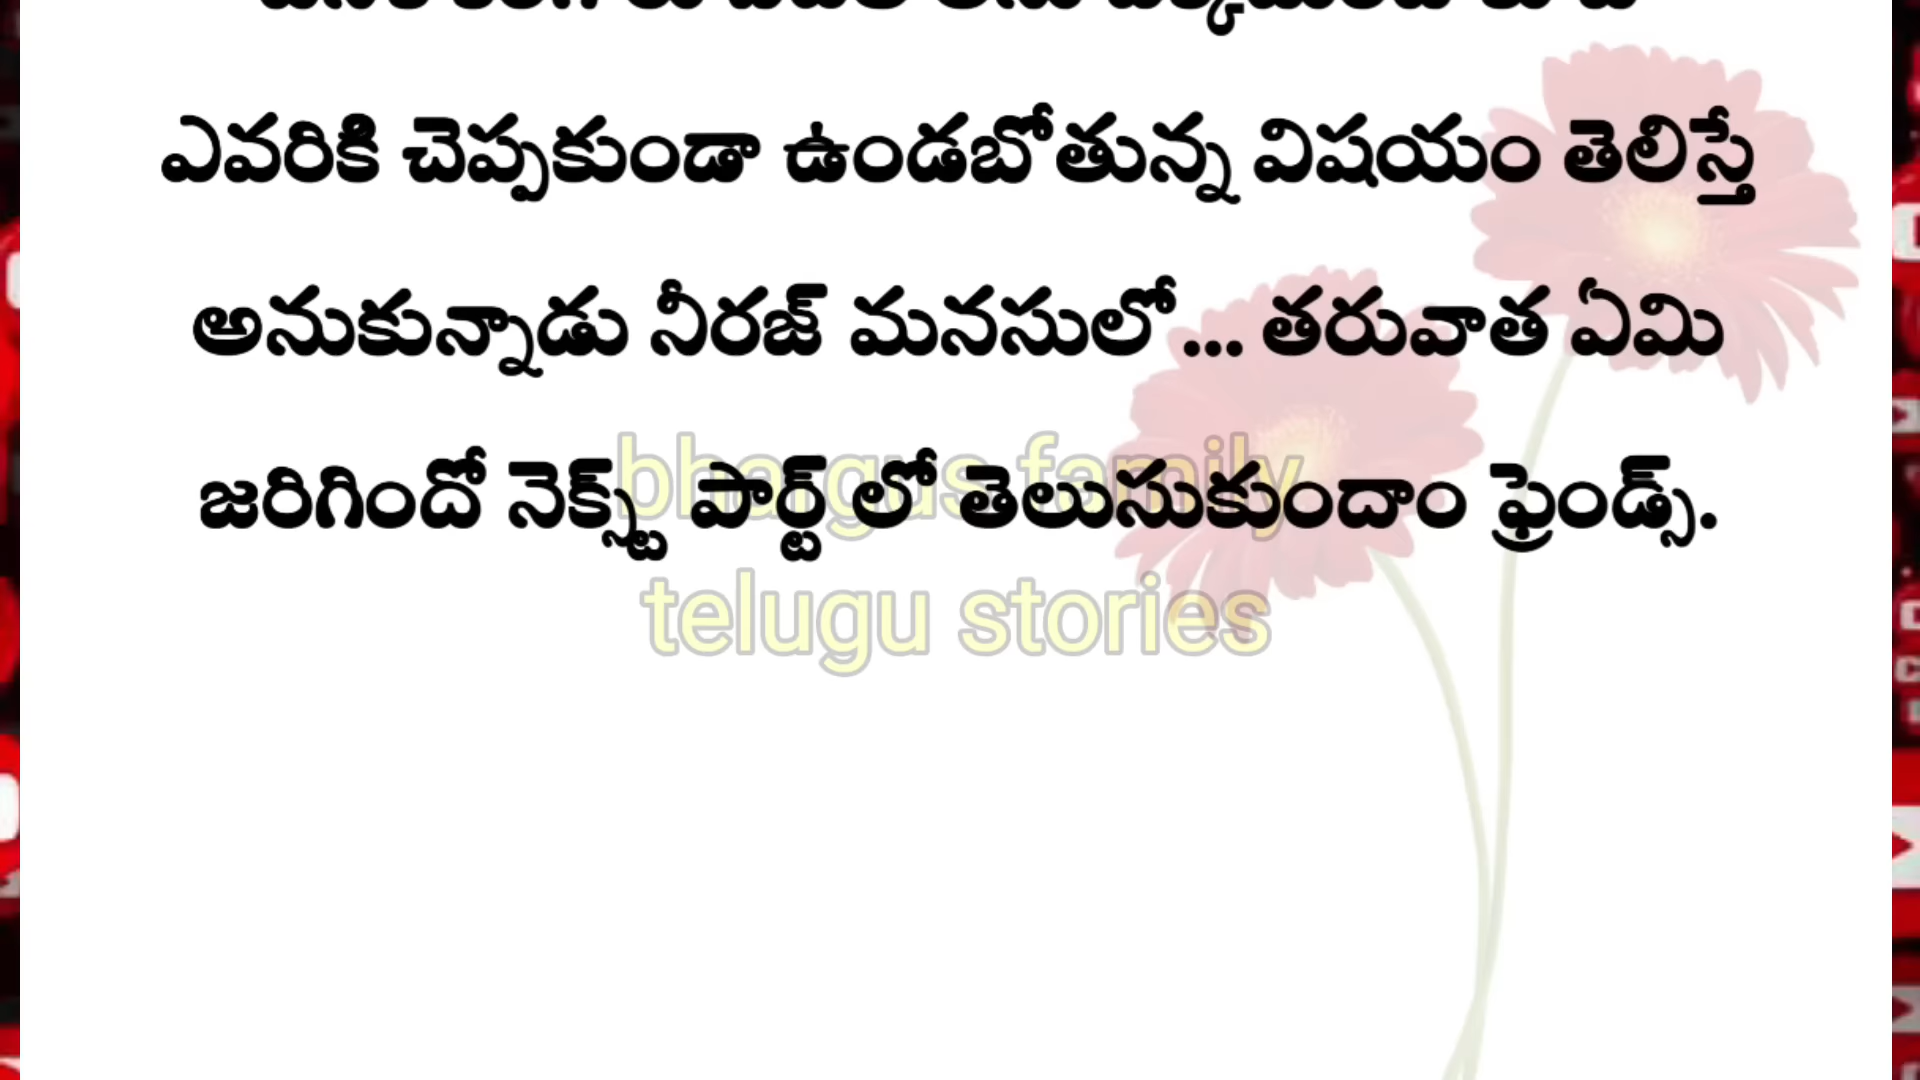 ఎవరికి చెప్పకుండా ఉండబోతున్న విషయం తెలిస్తే
అనుకున్నాడు నీరజ్ మనసులో... తరువాత ఏమి
జరిగిందో నెక్స్ట్ పార్ట్ లో తెలుసుకుందాం ఫ్రెండ్స్.
bhargus family
telugu stories